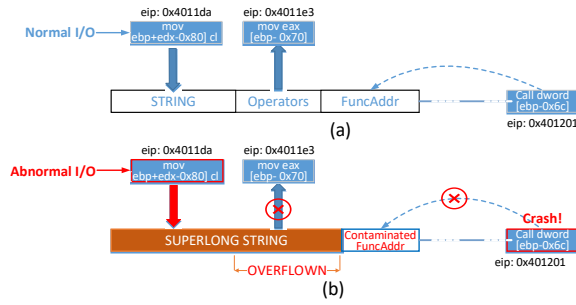 eip: 0x4011da
eip: 0x4011e3
Normal I/O
mov
ebp+edx-0x80] cl
mov eax
[ebp- 0x70]
STRING
Operators
FuncAddr
Call dword
[ebp-0x6c]
(a)
eip: 0x401201
eip: 0x4011da
eip: 0x4011e3
Abnormal I/O
mov
ebp+edx-0x80] cl
mov eax
[ebp- 0x70]
Crash!
SUPERLONG STRING
Contaminated
FuncAddr
Call dword
[ebp-0x6c]
OVERFLOWN
eip: 0x401201
(b)